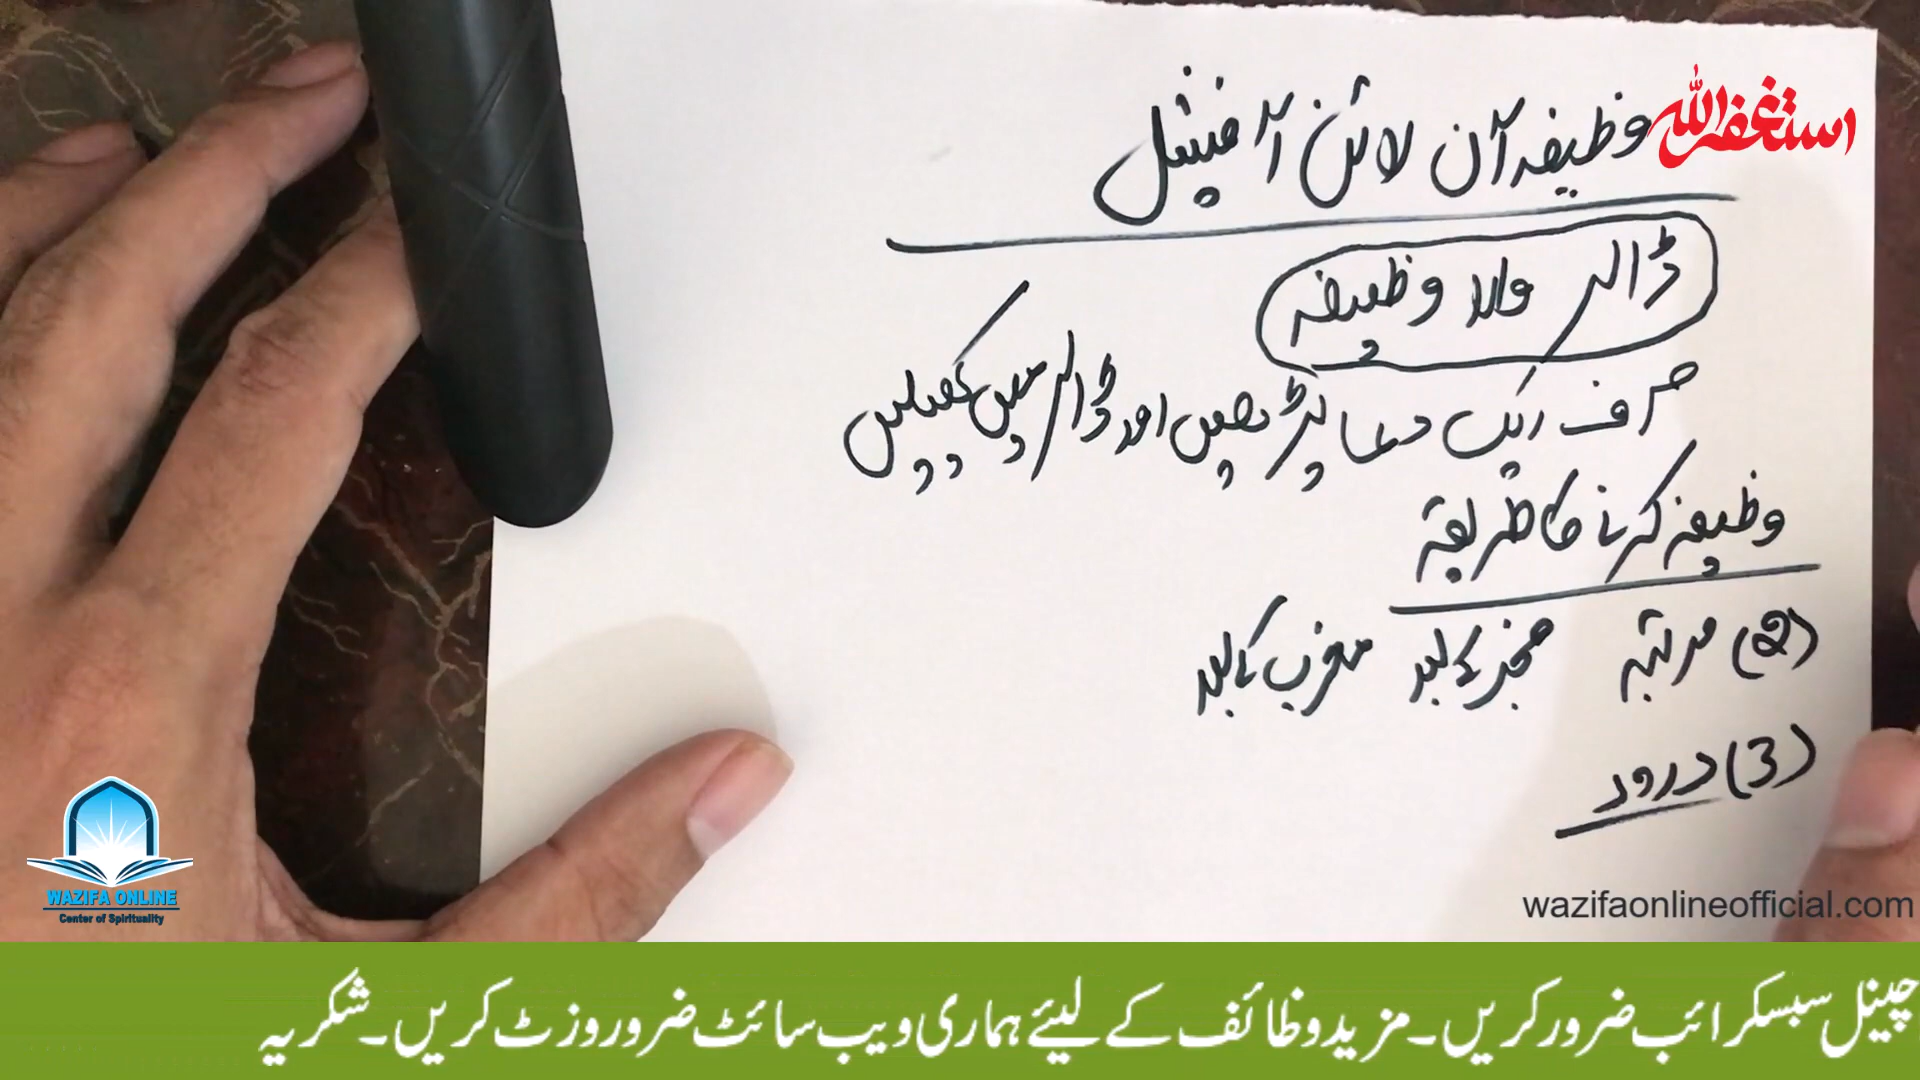 استغفراللہ
وظیفہ آن لائن آفیشل
ڈالر والا وظیفہ
صرف ایک دعا پڑھیں اور ڈالر میں کھیلیں
وظیفہ کرنے کا طریقہ
(2) مرتبہ فجر کے بعد مغرب کے بعد
(3) درود
WAZIFA ONLINE
Center of Spirituality
wazifaonlineofficial.com
چینل سبسکرائب ضرور کریں۔ مزید وظائف کے لیئے ہماری ویب سائٹ ضرور وزٹ کریں۔ شکریہ